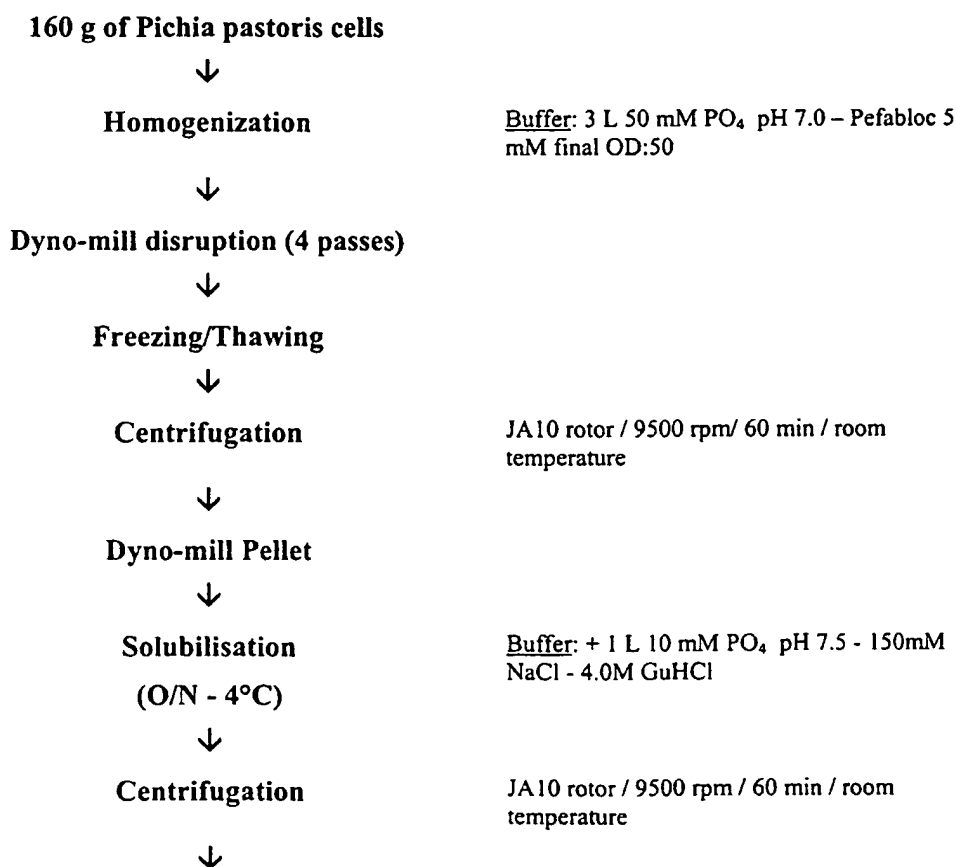 160 g of Pichia pastoris cells
↓
Homogenization
Buffer: 3 L 50 mM PO₄ pH 7.0 – Pefabloc 5
mM final OD:50
↓
Dyno-mill disruption (4 passes)
↓
Freezing/Thawing
↓
Centrifugation
JA10 rotor / 9500 rpm/ 60 min / room
temperature
↓
Dyno-mill Pellet
↓
Solubilisation
(O/N - 4°C)
Buffer: + 1 L 10 mM PO₄ pH 7.5 - 150mM
NaCl - 4.0M GuHCl
↓
Centrifugation
JA10 rotor / 9500 rpm / 60 min / room
temperature
↓